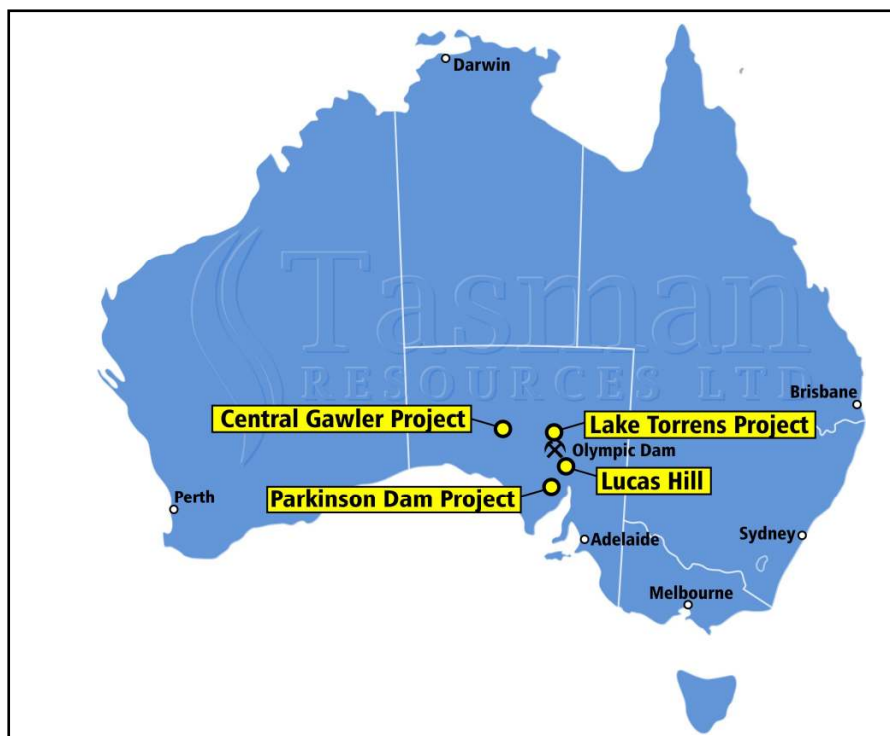 Darwin
Tasman
RESOURCES LTD
Brisbane
Central Gawler Project
Lake Torrens Project
Olympic Dam
Lucas Hill
Parkinson Dam Project
Perth
Adelaide
Sydney
Melbourne